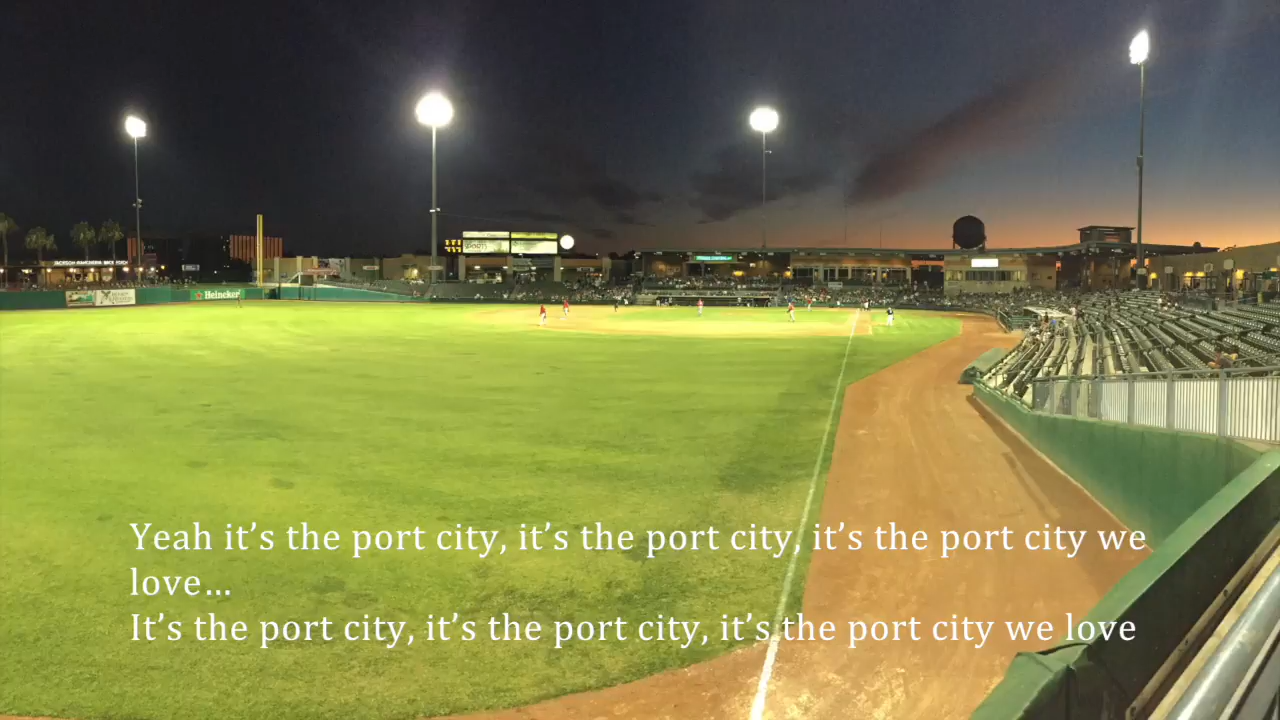 Heineken
Yeah it's the port city, it's the port city, it's the port city we
love…
It's the port city, it's the port city, it's the port city we love